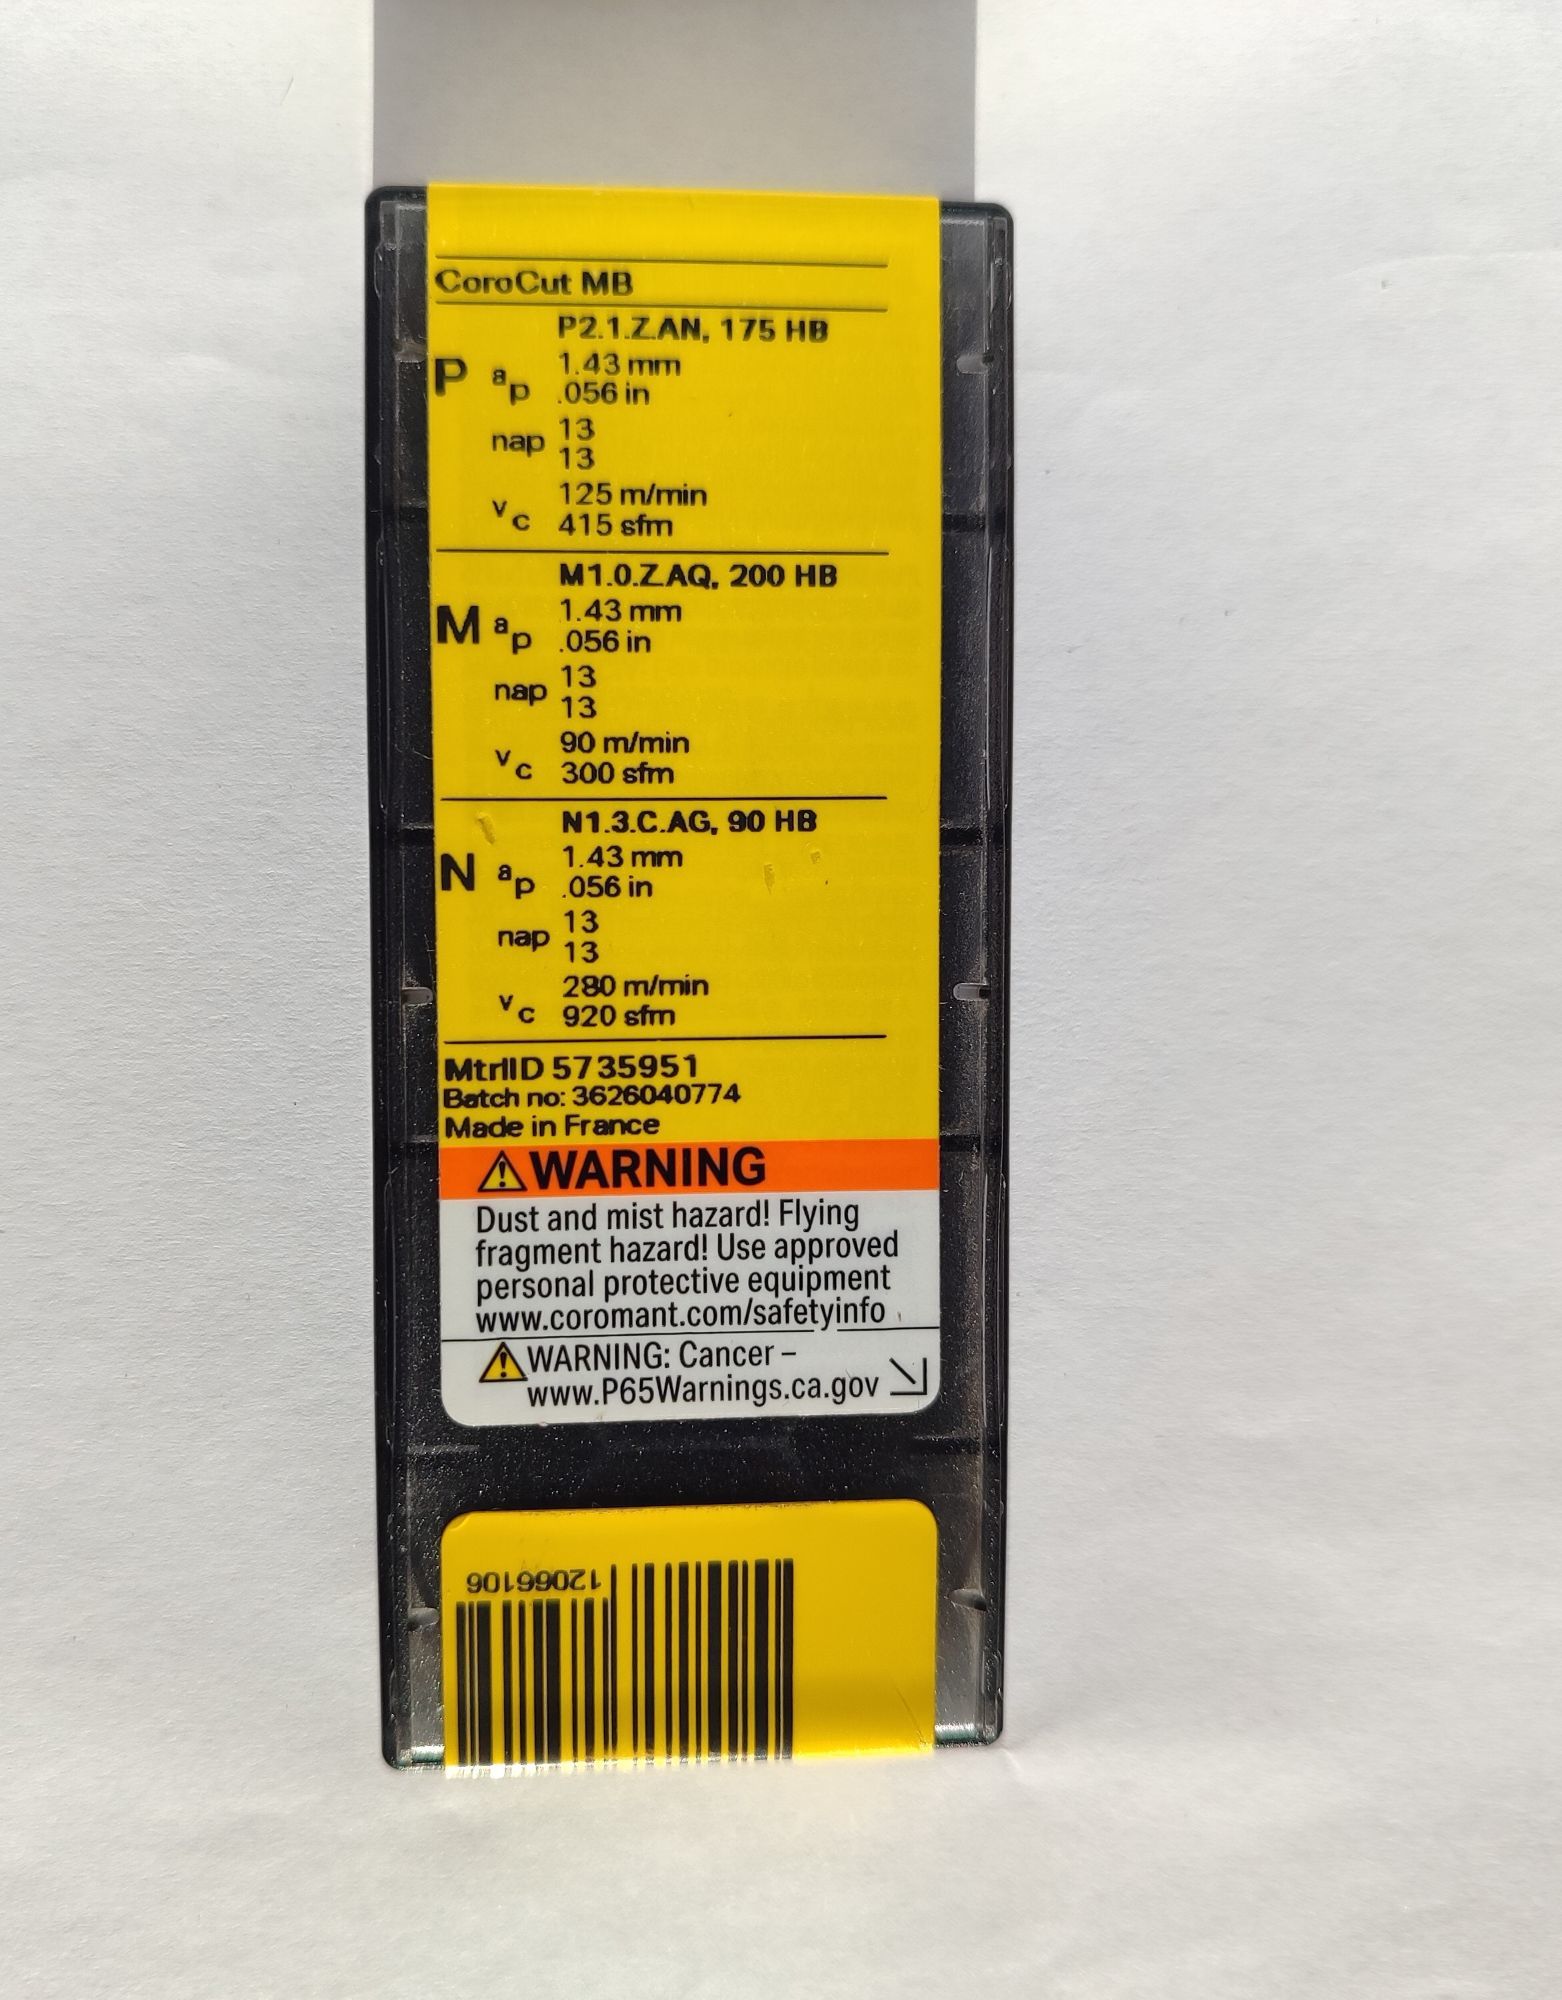 CoroCut MB
P2.1.Z.AN, 175 HB
P ap 1.43 mm
.056 in
nap 13
13
vc 125 m/min
415 sfm
M1.0.Z.AQ, 200 HB
M ap 1.43 mm
.056 in
nap 13
13
vc 90 m/min
300 sfm
N1.3.C.AG, 90 HB
N ap 1.43 mm
.056 in
nap 13
13
vc 280 m/min
920 sfm
MtrlID 5735951
Batch no: 3626040774
Made in France
WARNING
Dust and mist hazard! Flying
fragment hazard! Use approved
personal protective equipment
www.coromant.com/safetyinfo
WARNING: Cancer –
www.P65Warnings.ca.gov
12066106